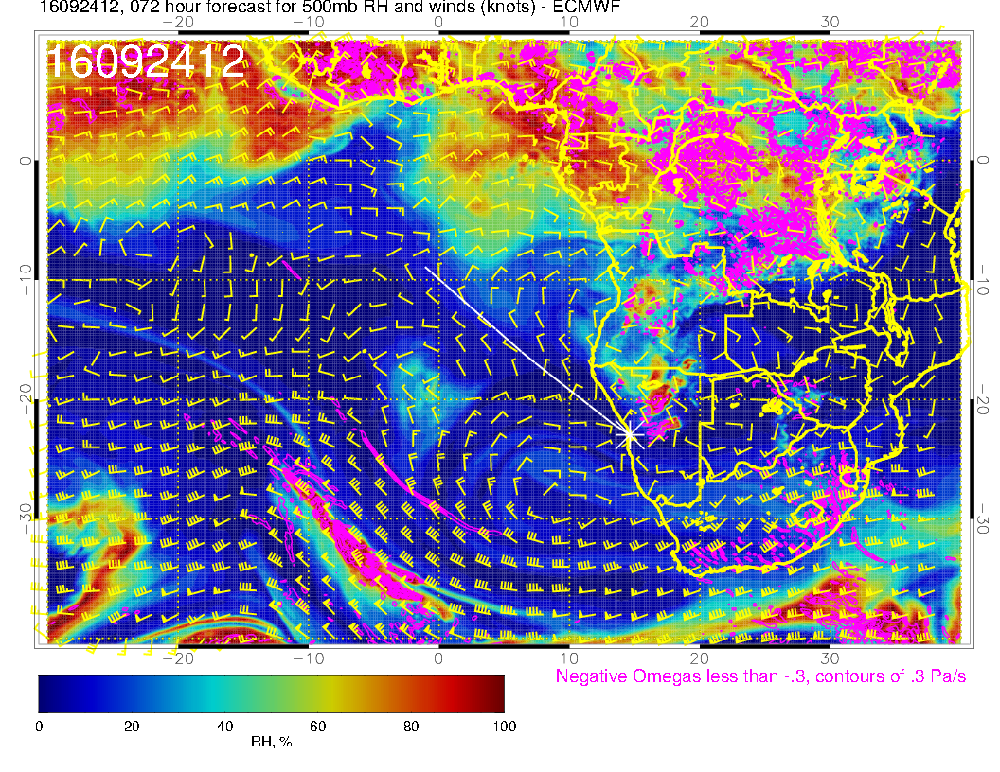 16092412, 072 hour forecast for 500mb RH and winds (knots) - ECMWF
−20 −10 0 10 20 30
16092412
0 0
−10 −10
−20 −20
−30 −30
−20 −10 0 10 20 30
Negative Omegas less than -.3, contours of .3 Pa/s
0 20 40 60 80 100
RH, %